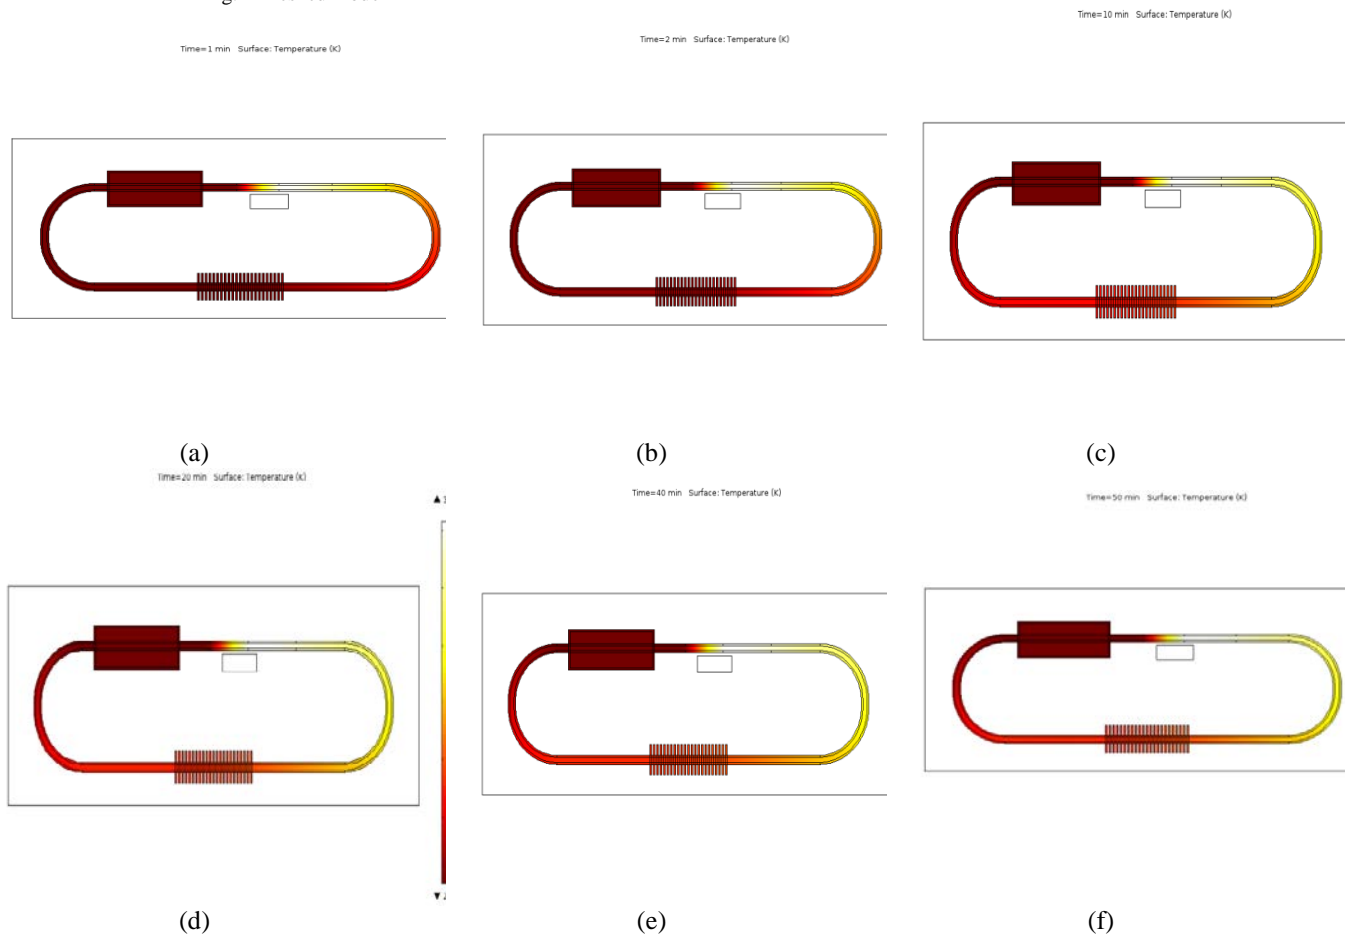 Time=1 min Surface: Temperature (K)
Time=2 min Surface: Temperature (K)
Time=10 min Surface: Temperature (K)
(a)
(b)
(c)
Time=20 min Surface: Temperature (K)
Time=40 min Surface: Temperature (K)
Time=50 min Surface: Temperature (K)
(d)
(e)
(f)